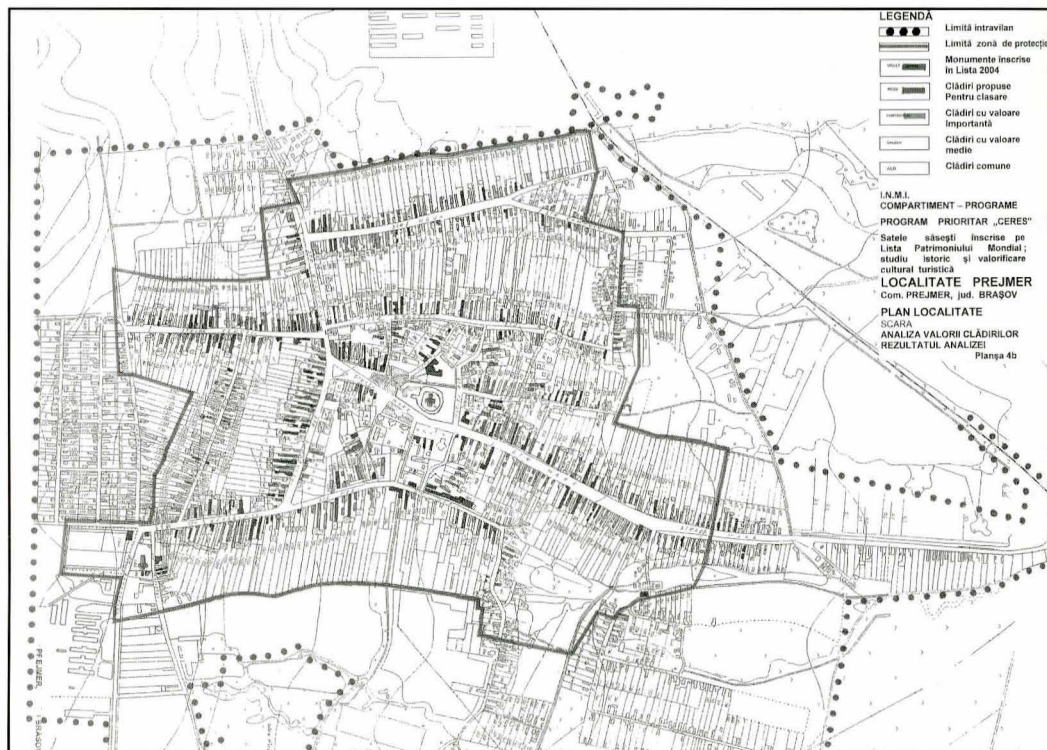 LEGENDĂ
Limită intravilan
Limită zonă de protecție
Monumente înscrise
în Lista 2004
Clădiri propuse
Pentru clasare
Clădiri cu valoare
Importantă
Clădiri cu valoare
medie
Clădiri comune
I.N.M.I.
COMPARTIMENT – PROGRAME
PROGRAM PRIORITAR „CERES"
Satele săsești înscrise pe
Lista Patrimoniului Mondial;
studiu istoric și valorificare
cultural turistică
LOCALITATE PREJMER
Com. PREJMER, jud. BRAȘOV
PLAN LOCALITATE
SCARA
ANALIZA VALORII CLĂDIRILOR
REZULTATUL ANALIZEI
Planșa 4b